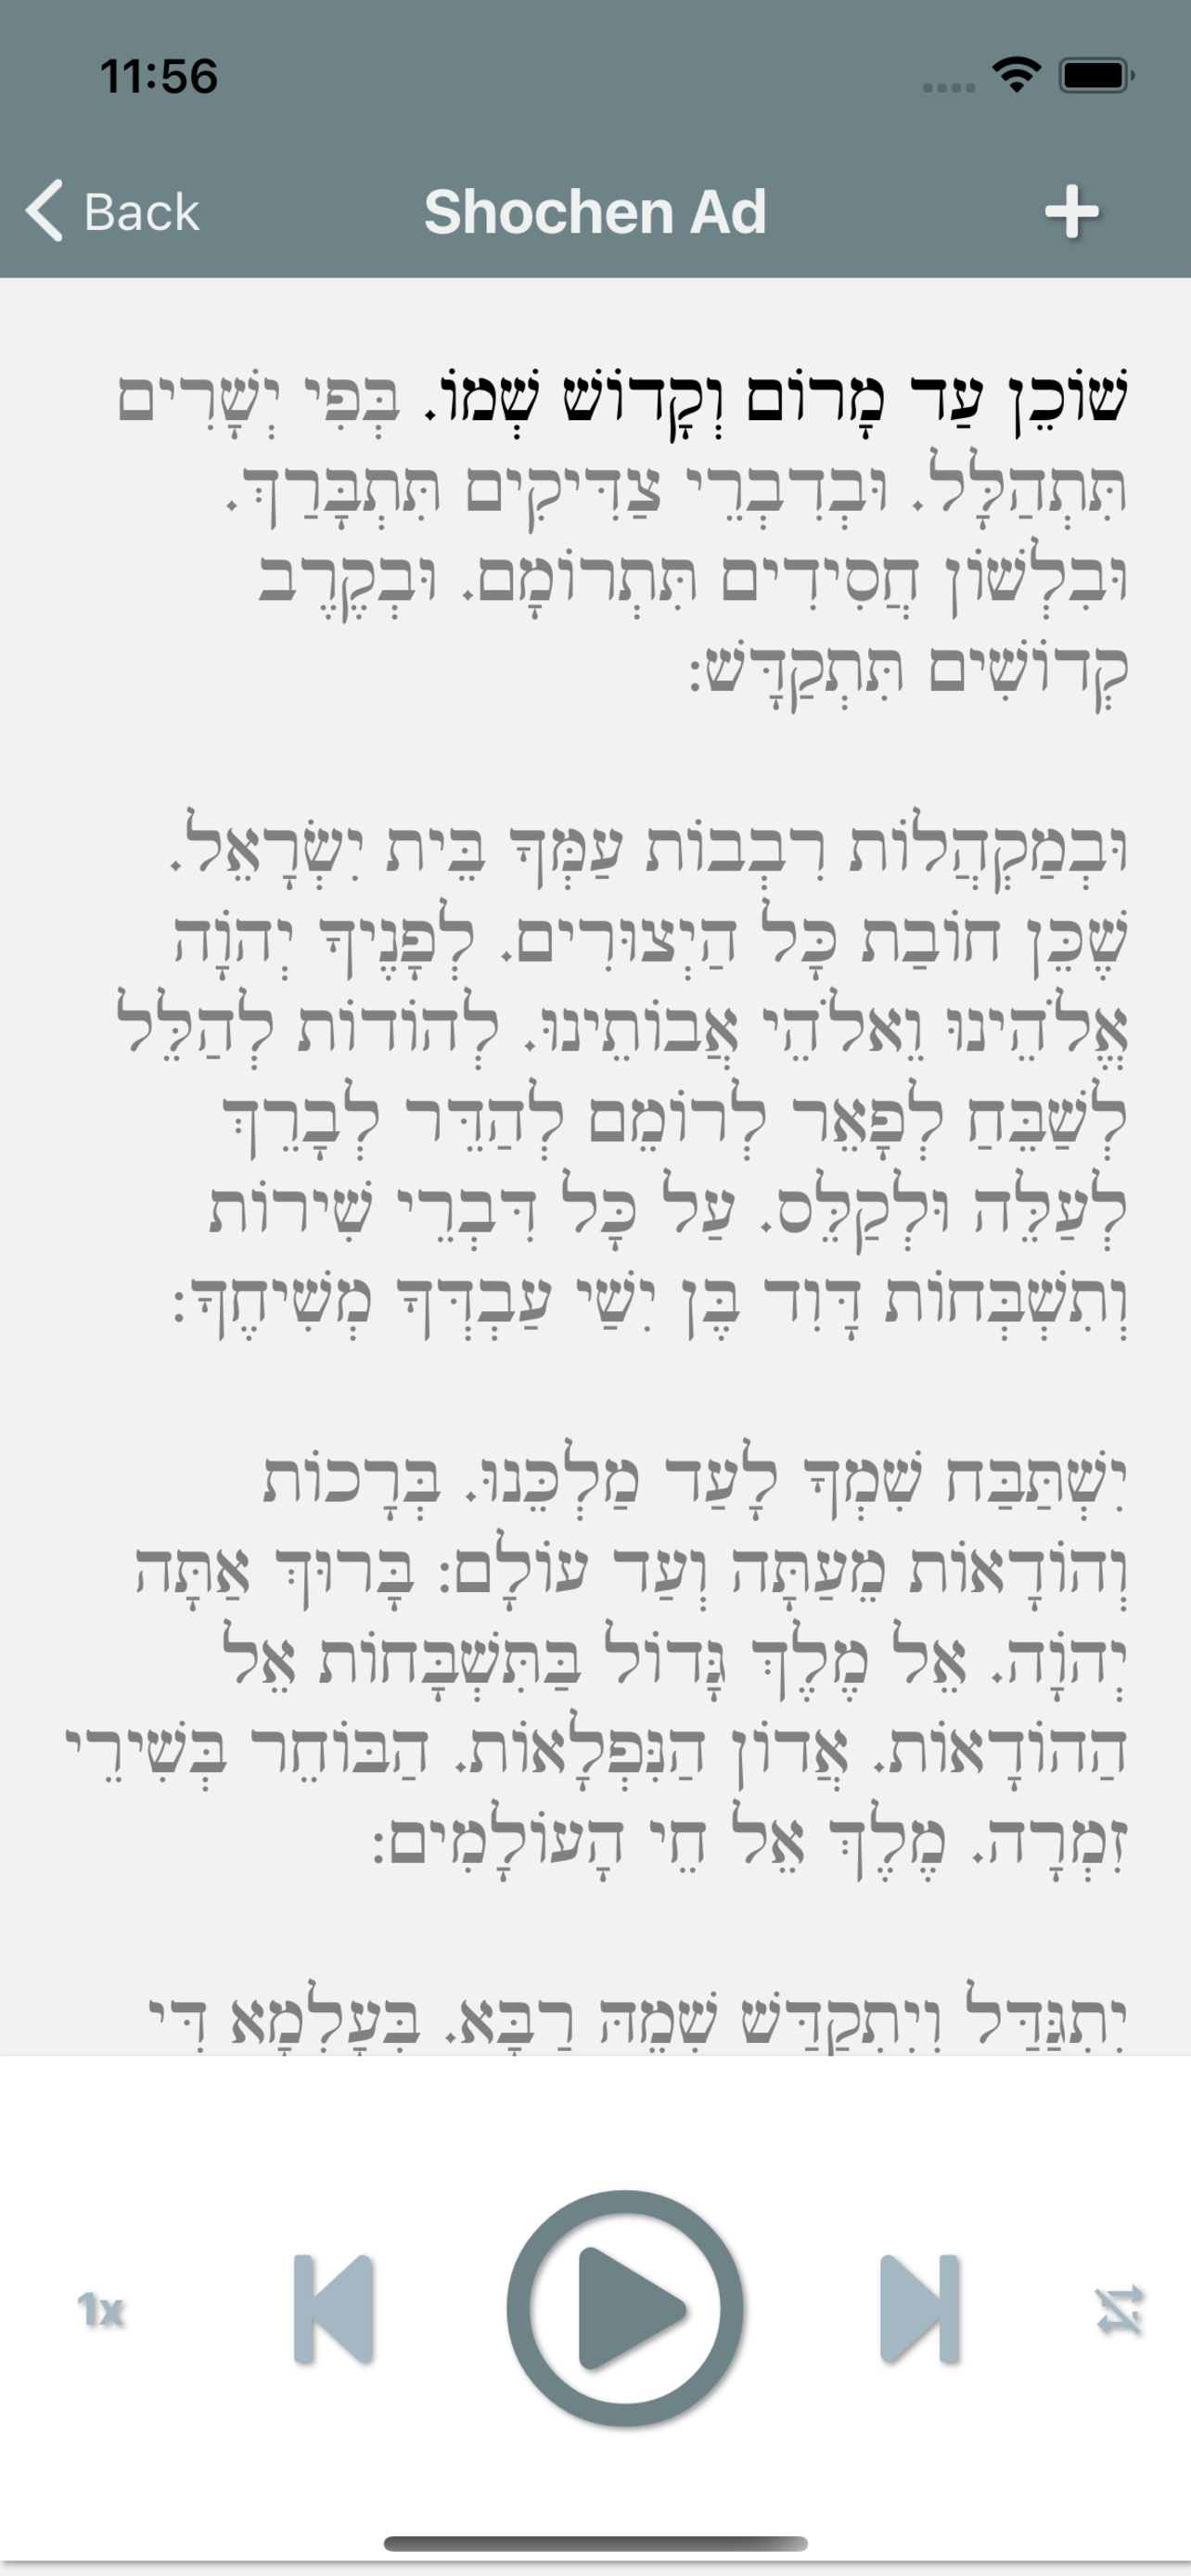 11:56
Back
Shochen Ad
+
שׁוֹכֵן עַד מָרוֹם וְקָדוֹשׁ שְׁמוֹ. בְּפִי יְשָׁרִים
תִּתְהַלָּל. וּבְדִבְרֵי צַדִּיקִים תִּתְבָּרַךְ.
וּבִלְשׁוֹן חֲסִידִים תִּתְרוֹמָם. וּבְקֶרֶב
קְדוֹשִׁים תִּתְקַדָּשׁ:
וּבְמַקְהֲלוֹת רִבְבוֹת עַמְּךָ בֵּית יִשְׂרָאֵל.
שֶׁכֵּן חוֹבַת כָּל הַיְצוּרִים. לְפָנֶיךָ יְהוָֹה
אֱלֹהֵינוּ וֵאלֹהֵי אֲבוֹתֵינוּ. לְהוֹדוֹת לְהַלֵּל
לְשַׁבֵּחַ לְפָאֵר לְרוֹמֵם לְהַדֵּר לְבָרֵךְ
לְעַלֵּה וּלְקַלֵּס. עַל כָּל דִּבְרֵי שִׁירוֹת
וְתִשְׁבְּחוֹת דָּוִד בֶּן יִשַׁי עַבְדְּךָ מְשִׁיחֶךָ:
יִשְׁתַּבַּח שִׁמְךָ לָעַד מַלְכֵּנוּ. בְּרָכוֹת
וְהוֹדָאוֹת מֵעַתָּה וְעַד עוֹלָם: בָּרוּךְ אַתָּה
יְהוָֹה. אֵל מֶלֶךְ גָּדוֹל בַּתִּשְׁבָּחוֹת אֵל
הַהוֹדָאוֹת. אֲדוֹן הַנִּפְלָאוֹת. הַבּוֹחֵר בְּשִׁירֵי
זִמְרָה. מֶלֶךְ אֵל חֵי הָעוֹלָמִים:
יִתְגַּדַּל וְיִתְקַדַּשׁ שְׁמֵהּ רַבָּא. בְּעָלְמָא דִּי
1x